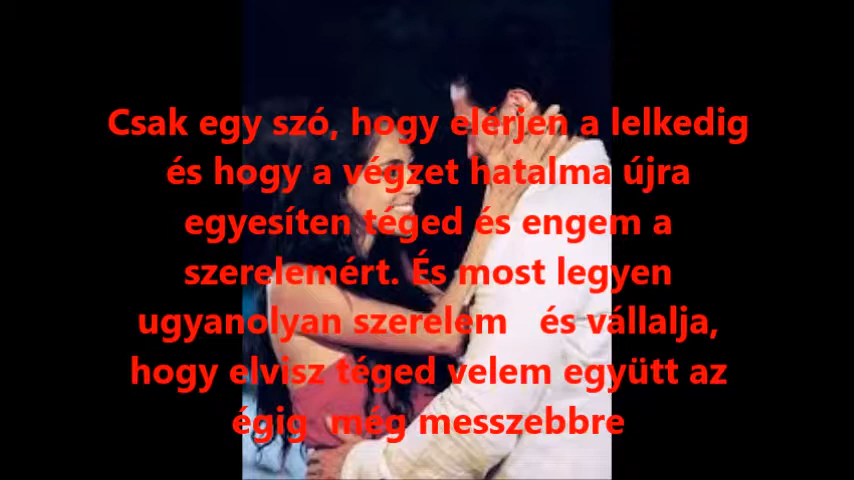 Csak egy szó, hogy elérjen a lelkedig
és hogy a végzet hatalma újra
egyesíten téged és engem a
szerelemért. És most legyen
ugyanolyan szerelem és vállalja,
hogy elvisz téged velem együtt az
égig még messzebbre